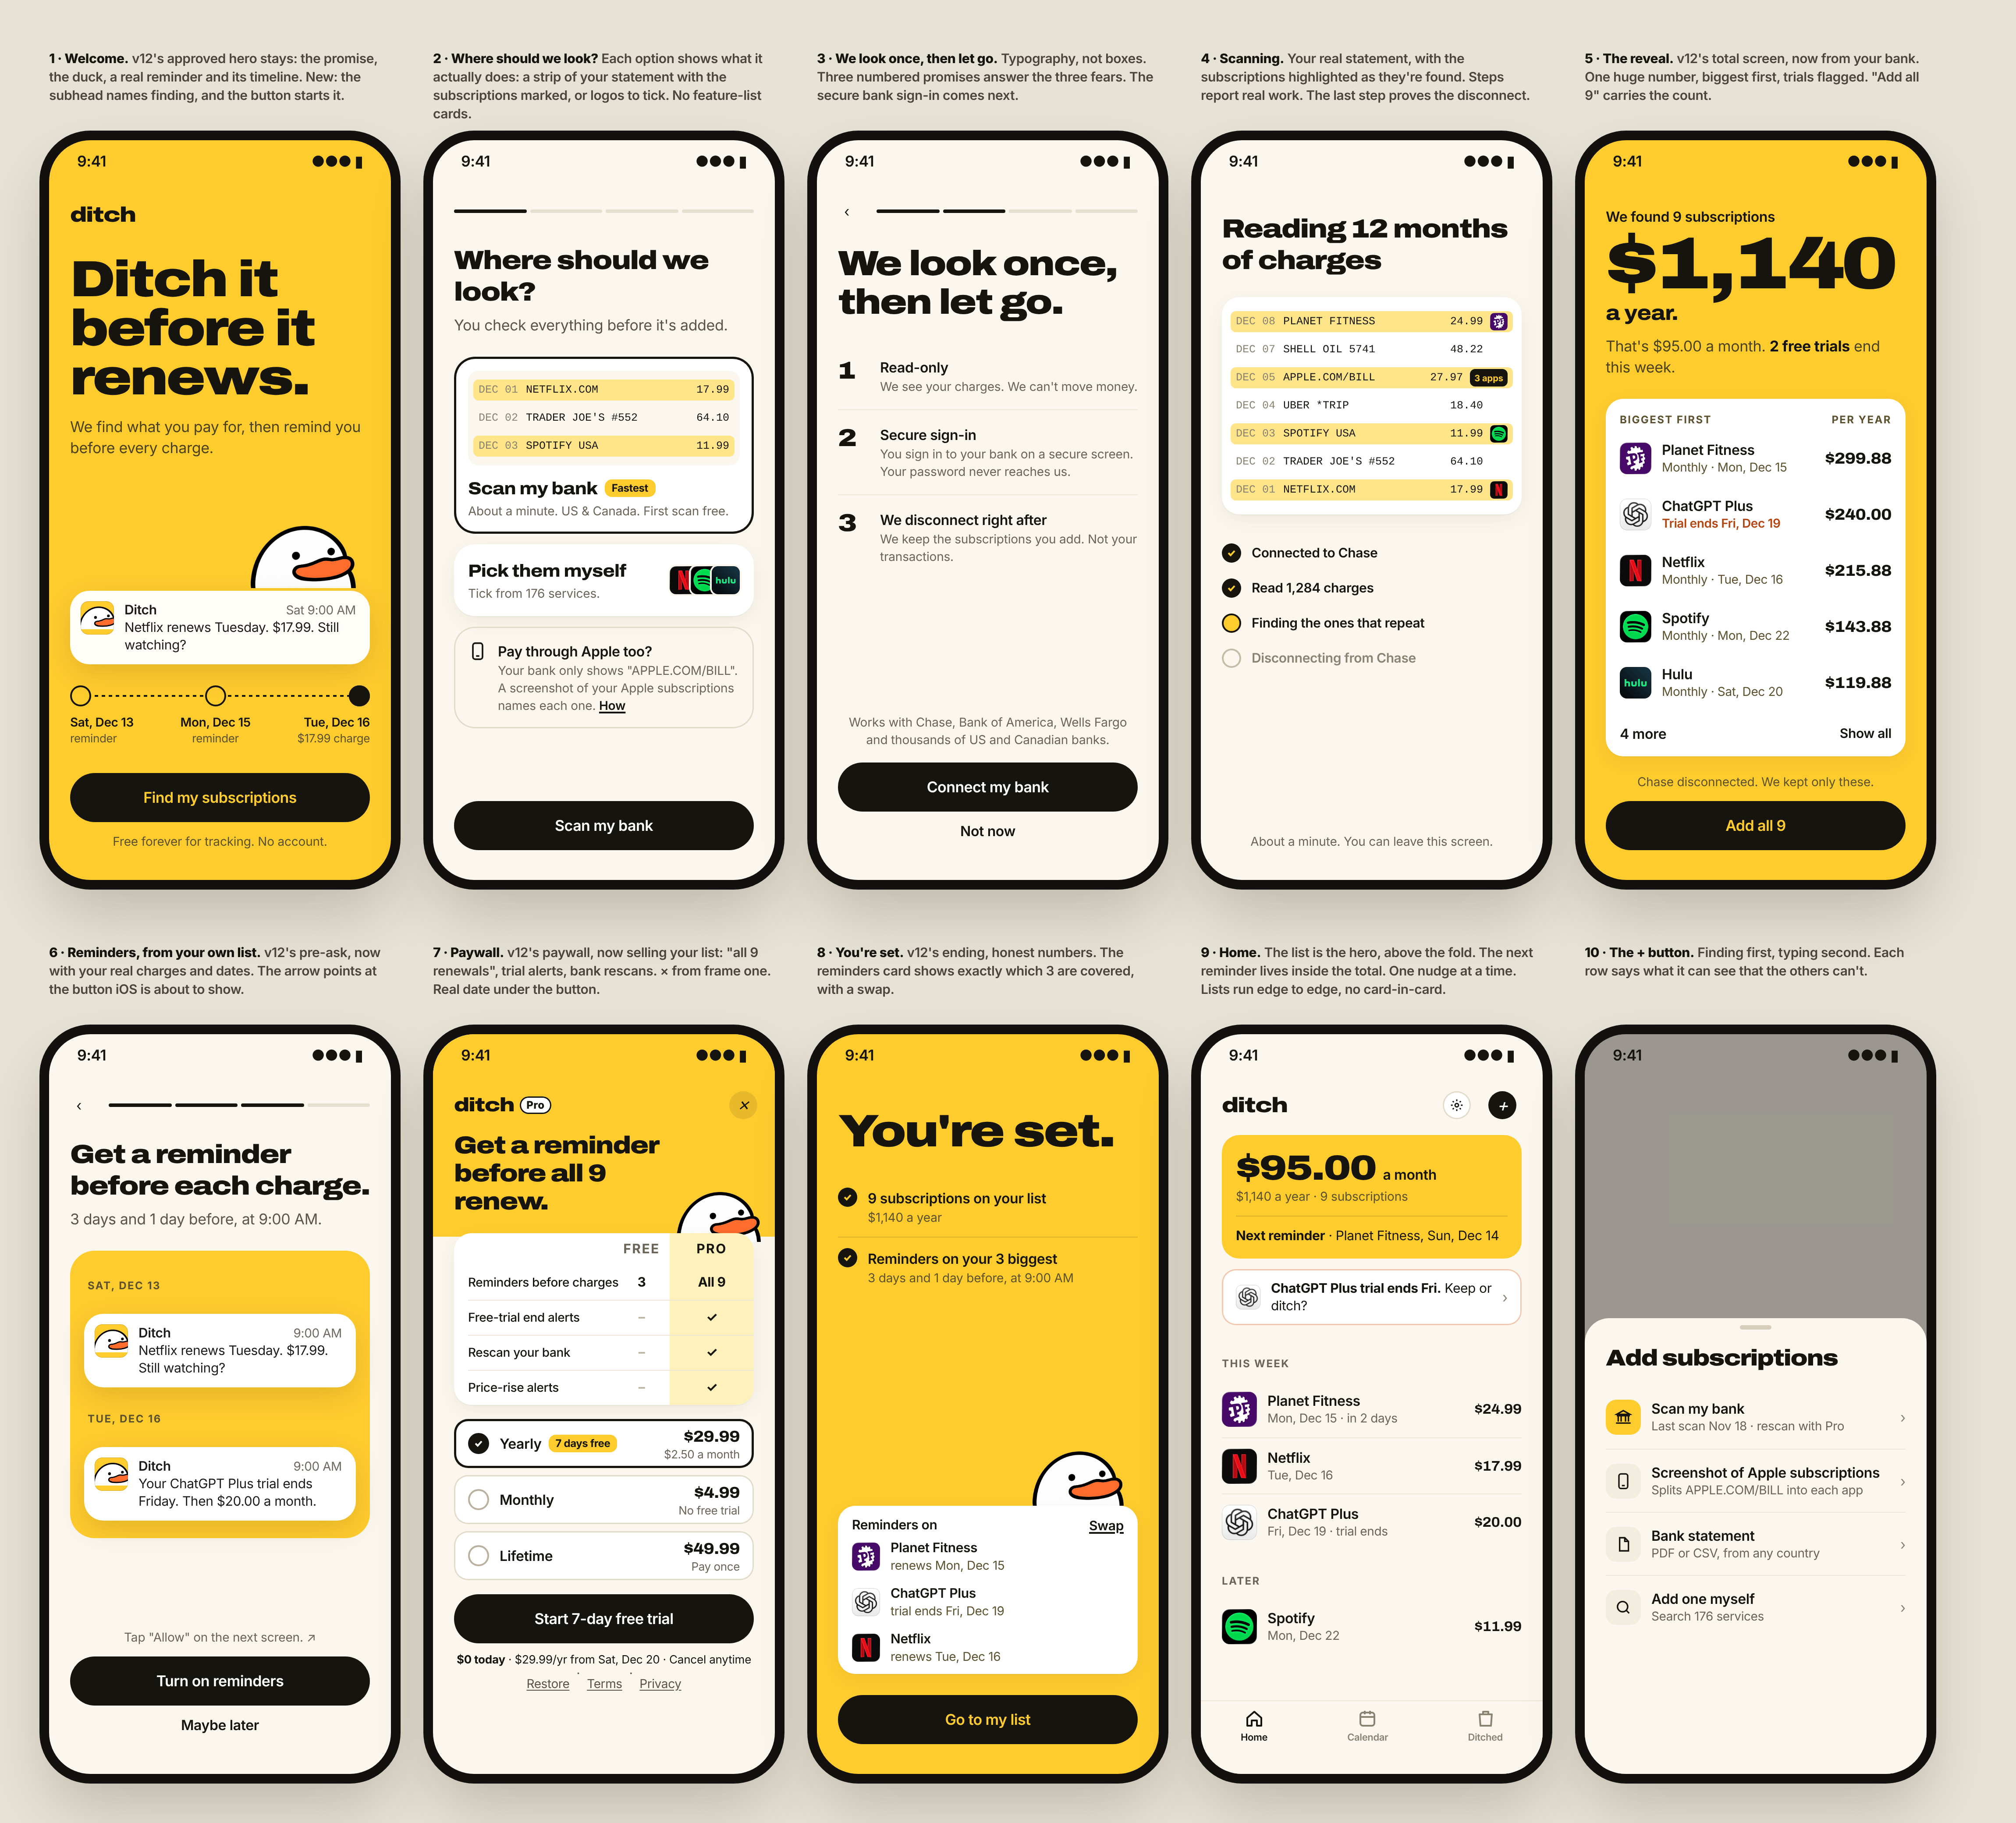 1 · Welcome. v12's approved hero stays: the promise,
the duck, a real reminder and its timeline. New: the
subhead names finding, and the button starts it.
9:41
ditch
Ditch it
before it
renews.
We find what you pay for, then remind you
before every charge.
Ditch Sat 9:00 AM
Netflix renews Tuesday. $17.99. Still
watching?
Sat, Dec 13 Mon, Dec 15 Tue, Dec 16
reminder reminder $17.99 charge
Find my subscriptions
Free forever for tracking. No account.
2 · Where should we look? Each option shows what it
actually does: a strip of your statement with the
subscriptions marked, or logos to tick. No feature-list
cards.
9:41
Where should we
look?
You check everything before it's added.
DEC 01 NETFLIX.COM 17.99
DEC 02 TRADER JOE'S #552 64.10
DEC 03 SPOTIFY USA 11.99
Scan my bank Fastest
About a minute. US & Canada. First scan free.
Pick them myself
Tick from 176 services.
N hulu
Pay through Apple too?
Your bank only shows "APPLE.COM/BILL".
A screenshot of your Apple subscriptions
names each one. How
Scan my bank
3 · We look once, then let go. Typography, not boxes.
Three numbered promises answer the three fears. The
secure bank sign-in comes next.
9:41
‹
We look once,
then let go.
1 Read-only
We see your charges. We can't move money.
2 Secure sign-in
You sign in to your bank on a secure screen.
Your password never reaches us.
3 We disconnect right after
We keep the subscriptions you add. Not your
transactions.
Works with Chase, Bank of America, Wells Fargo
and thousands of US and Canadian banks.
Connect my bank
Not now
4 · Scanning. Your real statement, with the
subscriptions highlighted as they're found. Steps
report real work. The last step proves the disconnect.
9:41
Reading 12 months
of charges
DEC 08 PLANET FITNESS 24.99
DEC 07 SHELL OIL 5741 48.22
DEC 05 APPLE.COM/BILL 27.97 3 apps
DEC 04 UBER *TRIP 18.40
DEC 03 SPOTIFY USA 11.99
DEC 02 TRADER JOE'S #552 64.10
DEC 01 NETFLIX.COM 17.99 N
Connected to Chase
Read 1,284 charges
Finding the ones that repeat
Disconnecting from Chase
About a minute. You can leave this screen.
5 · The reveal. v12's total screen, now from your bank.
One huge number, biggest first, trials flagged. "Add all
9" carries the count.
9:41
We found 9 subscriptions
$1,140
a year.
That's $95.00 a month. 2 free trials end
this week.
BIGGEST FIRST PER YEAR
Planet Fitness $299.88
Monthly · Mon, Dec 15
ChatGPT Plus $240.00
Trial ends Fri, Dec 19
Netflix $215.88
Monthly · Tue, Dec 16
Spotify $143.88
Monthly · Mon, Dec 22
hulu Hulu $119.88
Monthly · Sat, Dec 20
4 more Show all
Chase disconnected. We kept only these.
Add all 9
6 · Reminders, from your own list. v12's pre-ask, now
with your real charges and dates. The arrow points at
the button iOS is about to show.
9:41
‹
Get a reminder
before each charge.
3 days and 1 day before, at 9:00 AM.
SAT, DEC 13
Ditch 9:00 AM
Netflix renews Tuesday. $17.99.
Still watching?
TUE, DEC 16
Ditch 9:00 AM
Your ChatGPT Plus trial ends
Friday. Then $20.00 a month.
Tap "Allow" on the next screen. ↗
Turn on reminders
Maybe later
7 · Paywall. v12's paywall, now selling your list: "all 9
renewals", trial alerts, bank rescans. × from frame one.
Real date under the button.
9:41
ditch Pro ×
Get a reminder
before all 9
renew.
FREE PRO
Reminders before charges 3 All 9
Free-trial end alerts – ✓
Rescan your bank – ✓
Price-rise alerts – ✓
Yearly 7 days free $29.99
$2.50 a month
Monthly $4.99
No free trial
Lifetime $49.99
Pay once
Start 7-day free trial
$0 today · $29.99/yr from Sat, Dec 20 · Cancel anytime
Restore Terms Privacy
8 · You're set. v12's ending, honest numbers. The
reminders card shows exactly which 3 are covered,
with a swap.
9:41
You're set.
9 subscriptions on your list
$1,140 a year
Reminders on your 3 biggest
3 days and 1 day before, at 9:00 AM
Reminders on Swap
Planet Fitness
renews Mon, Dec 15
ChatGPT Plus
trial ends Fri, Dec 19
Netflix
renews Tue, Dec 16
Go to my list
9 · Home. The list is the hero, above the fold. The next
reminder lives inside the total. One nudge at a time.
Lists run edge to edge, no card-in-card.
9:41
ditch +
$95.00 a month
$1,140 a year · 9 subscriptions
Next reminder · Planet Fitness, Sun, Dec 14
ChatGPT Plus trial ends Fri. Keep or
ditch?
THIS WEEK
Planet Fitness $24.99
Mon, Dec 15 · in 2 days
Netflix $17.99
Tue, Dec 16
ChatGPT Plus $20.00
Fri, Dec 19 · trial ends
LATER
Spotify $11.99
Mon, Dec 22
Home Calendar Ditched
10 · The + button. Finding first, typing second. Each
row says what it can see that the others can't.
9:41
Add subscriptions
Scan my bank
Last scan Nov 18 · rescan with Pro
Screenshot of Apple subscriptions
Splits APPLE.COM/BILL into each app
Bank statement
PDF or CSV, from any country
Add one myself
Search 176 services